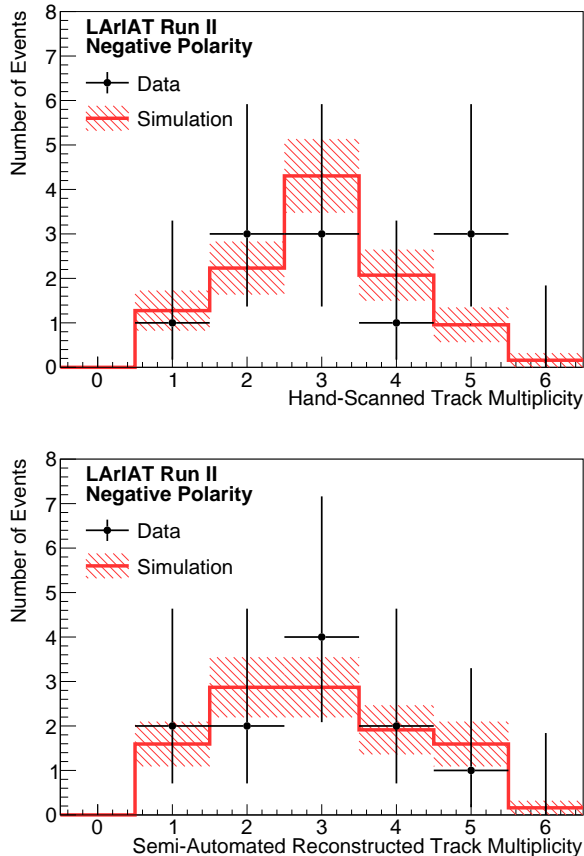 LArIAT Run II
Negative Polarity
Data
Simulation
Number of Events
8
7
6
5
4
3
2
1
0
0 1 2 3 4 5 6
Hand-Scanned Track Multiplicity
LArIAT Run II
Negative Polarity
Data
Simulation
Number of Events
8
7
6
5
4
3
2
1
0
0 1 2 3 4 5 6
Semi-Automated Reconstructed Track Multiplicity